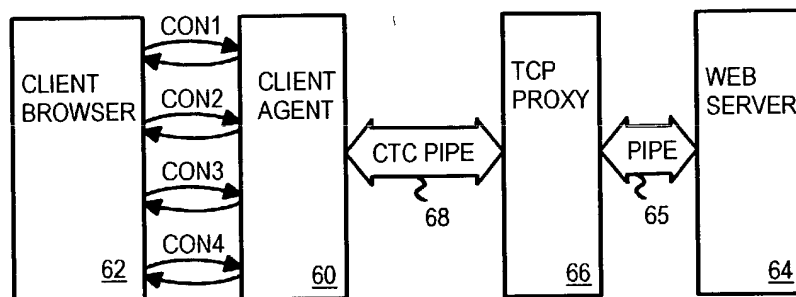 CLIENT
BROWSER
62
CON1
CON2
CON3
CON4
CLIENT
AGENT
60
CTC PIPE
68
TCP
PROXY
66
PIPE
65
WEB
SERVER
64